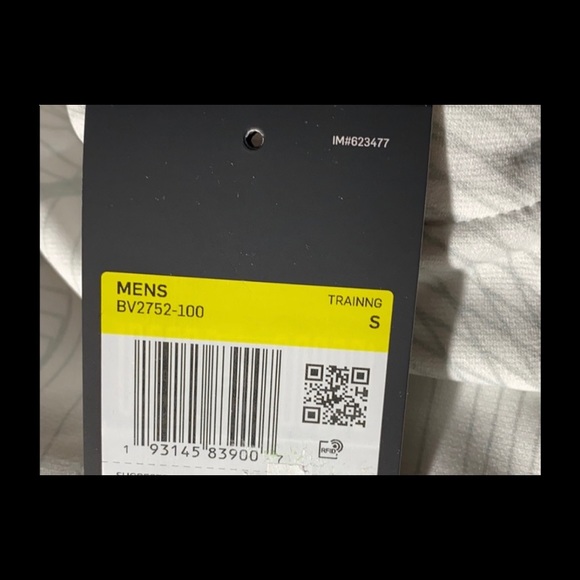 IM#623477
MENS
BV2752-100
TRAINNG
S
1 93145 83900 7
RFID